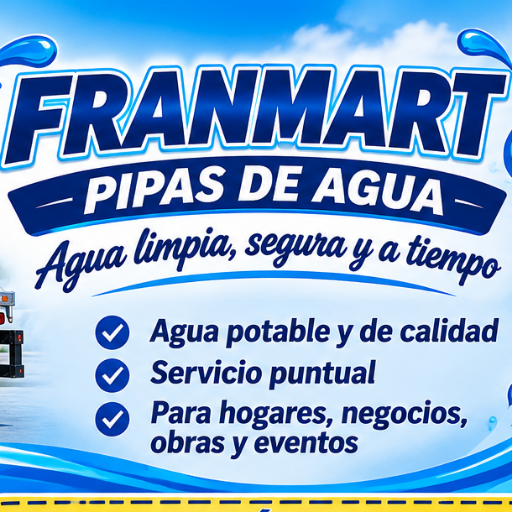 FRANMART
PIPAS DE AGUA
Agua limpia, segura y a tiempo
Agua potable y de calidad
Servicio puntual
Para hogares, negocios,
obras y eventos